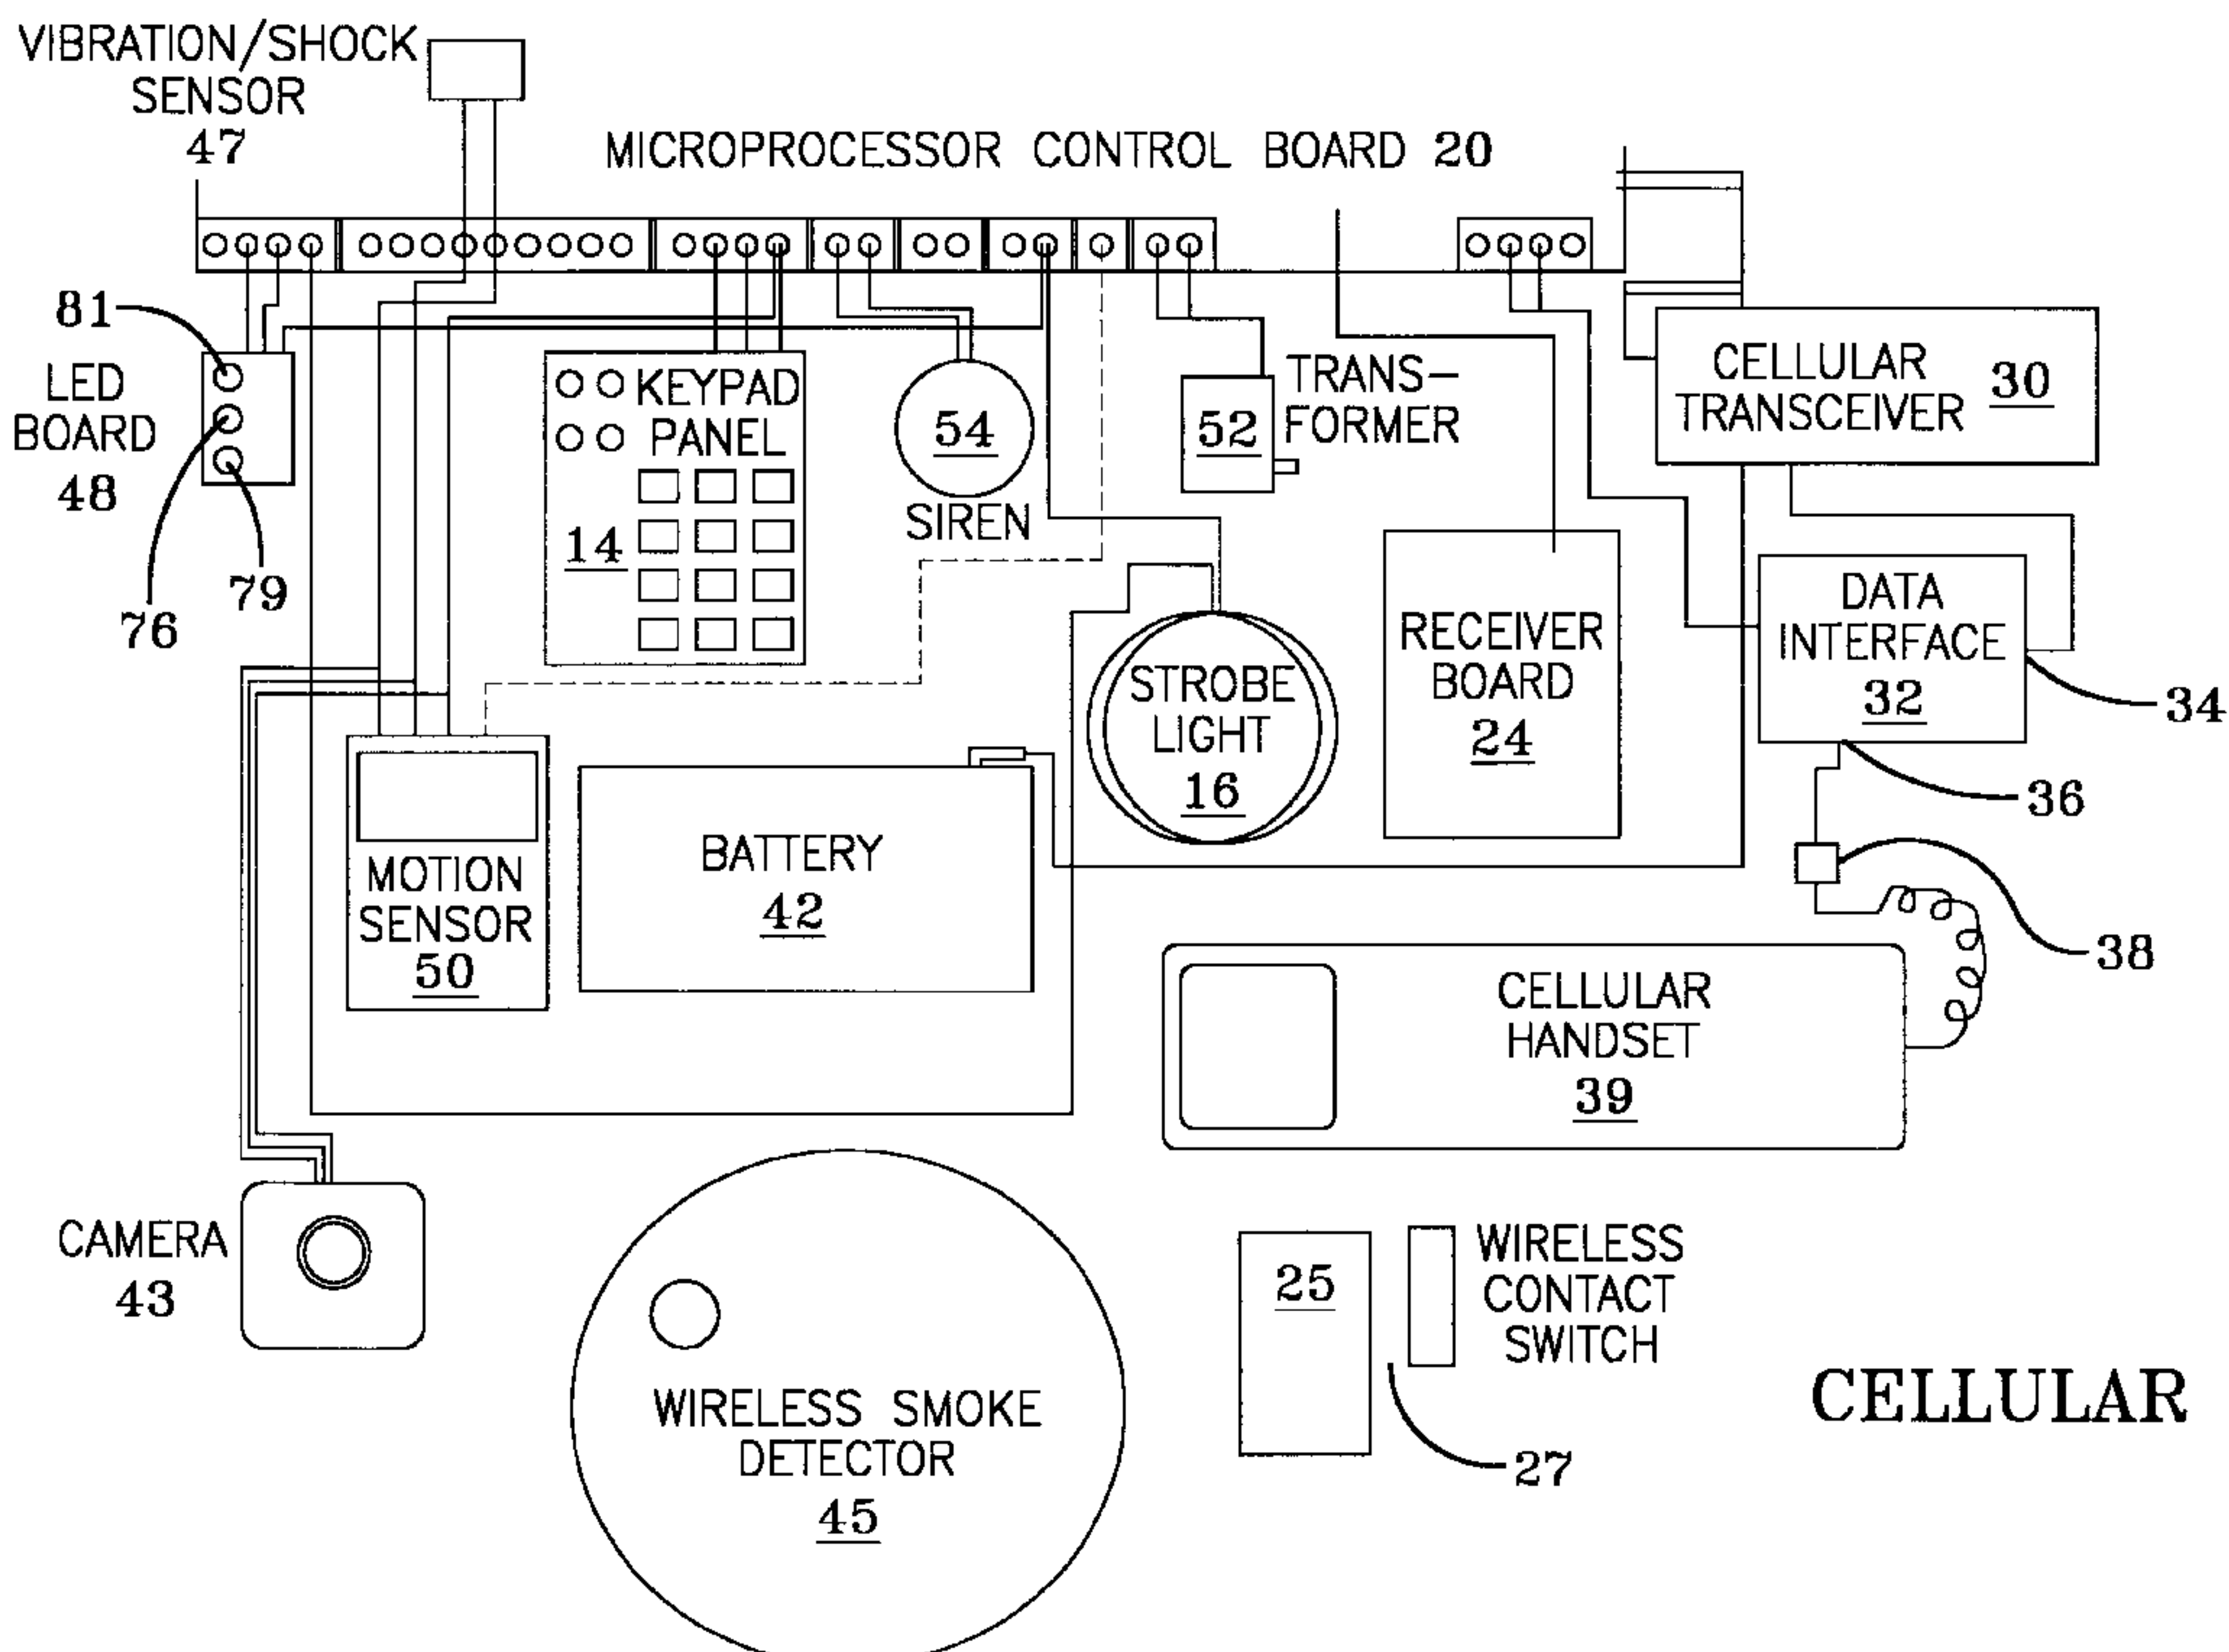 VIBRATION/SHOCK
SENSOR
47
MICROPROCESSOR CONTROL BOARD 20
81
LED
BOARD
48
76
79
KEYPAD
PANEL
14
54
SIREN
TRANS-
FORMER
52
CELLULAR
TRANSCEIVER
30
STROBE
LIGHT
16
RECEIVER
BOARD
24
DATA
INTERFACE
32
34
36
38
MOTION
SENSOR
50
BATTERY
42
CELLULAR
HANDSET
39
CAMERA
43
WIRELESS SMOKE
DETECTOR
45
25
WIRELESS
CONTACT
SWITCH
27
CELLULAR